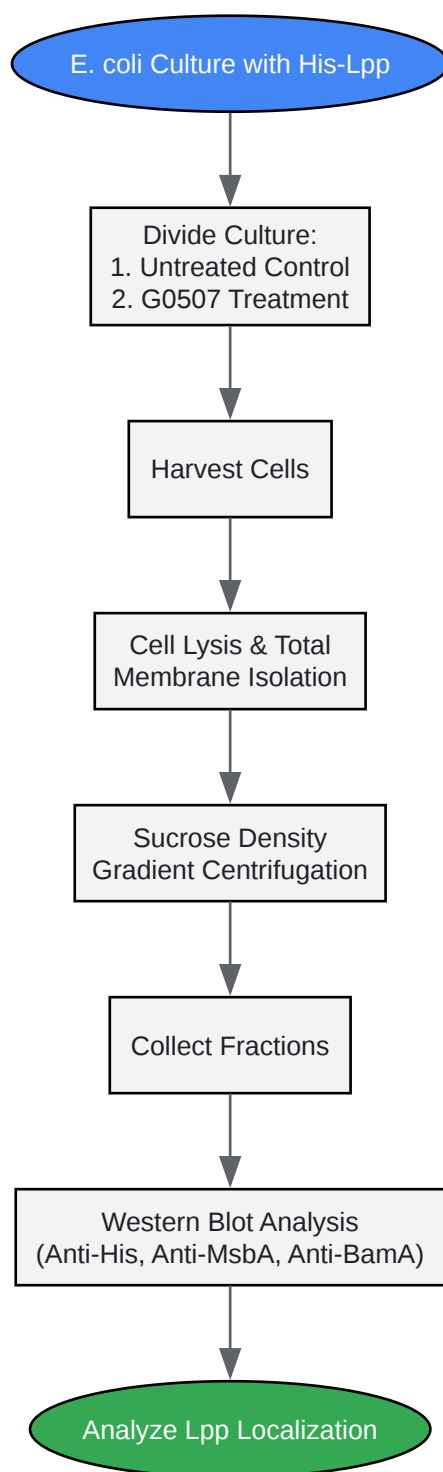 E. coli Culture with His-Lpp
Divide Culture:
1. Untreated Control
2. G0507 Treatment
Harvest Cells
Cell Lysis & Total
Membrane Isolation
Sucrose Density
Gradient Centrifugation
Collect Fractions
Western Blot Analysis
(Anti-His, Anti-MsbA, Anti-BamA)
Analyze Lpp Localization